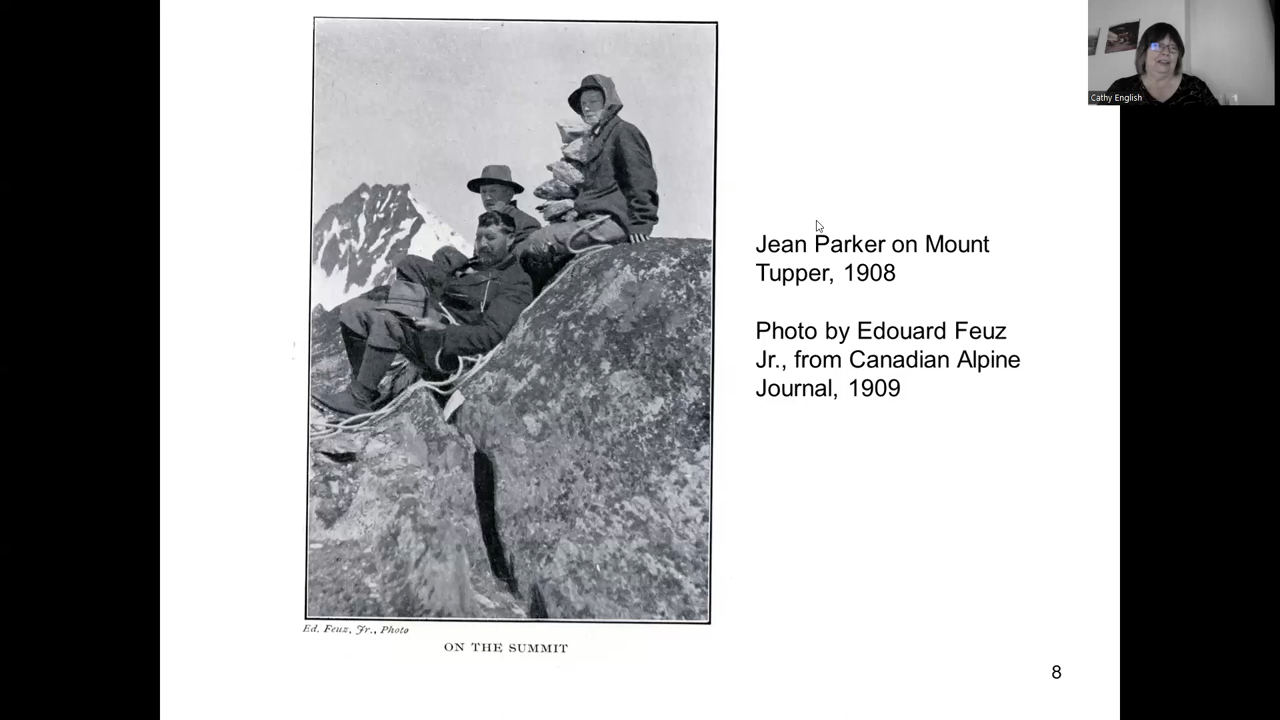 Cathy English
Jean Parker on Mount
Tupper, 1908
Photo by Edouard Feuz
Jr., from Canadian Alpine
Journal, 1909
Ed. Feuz, Jr., Photo
ON THE SUMMIT
8